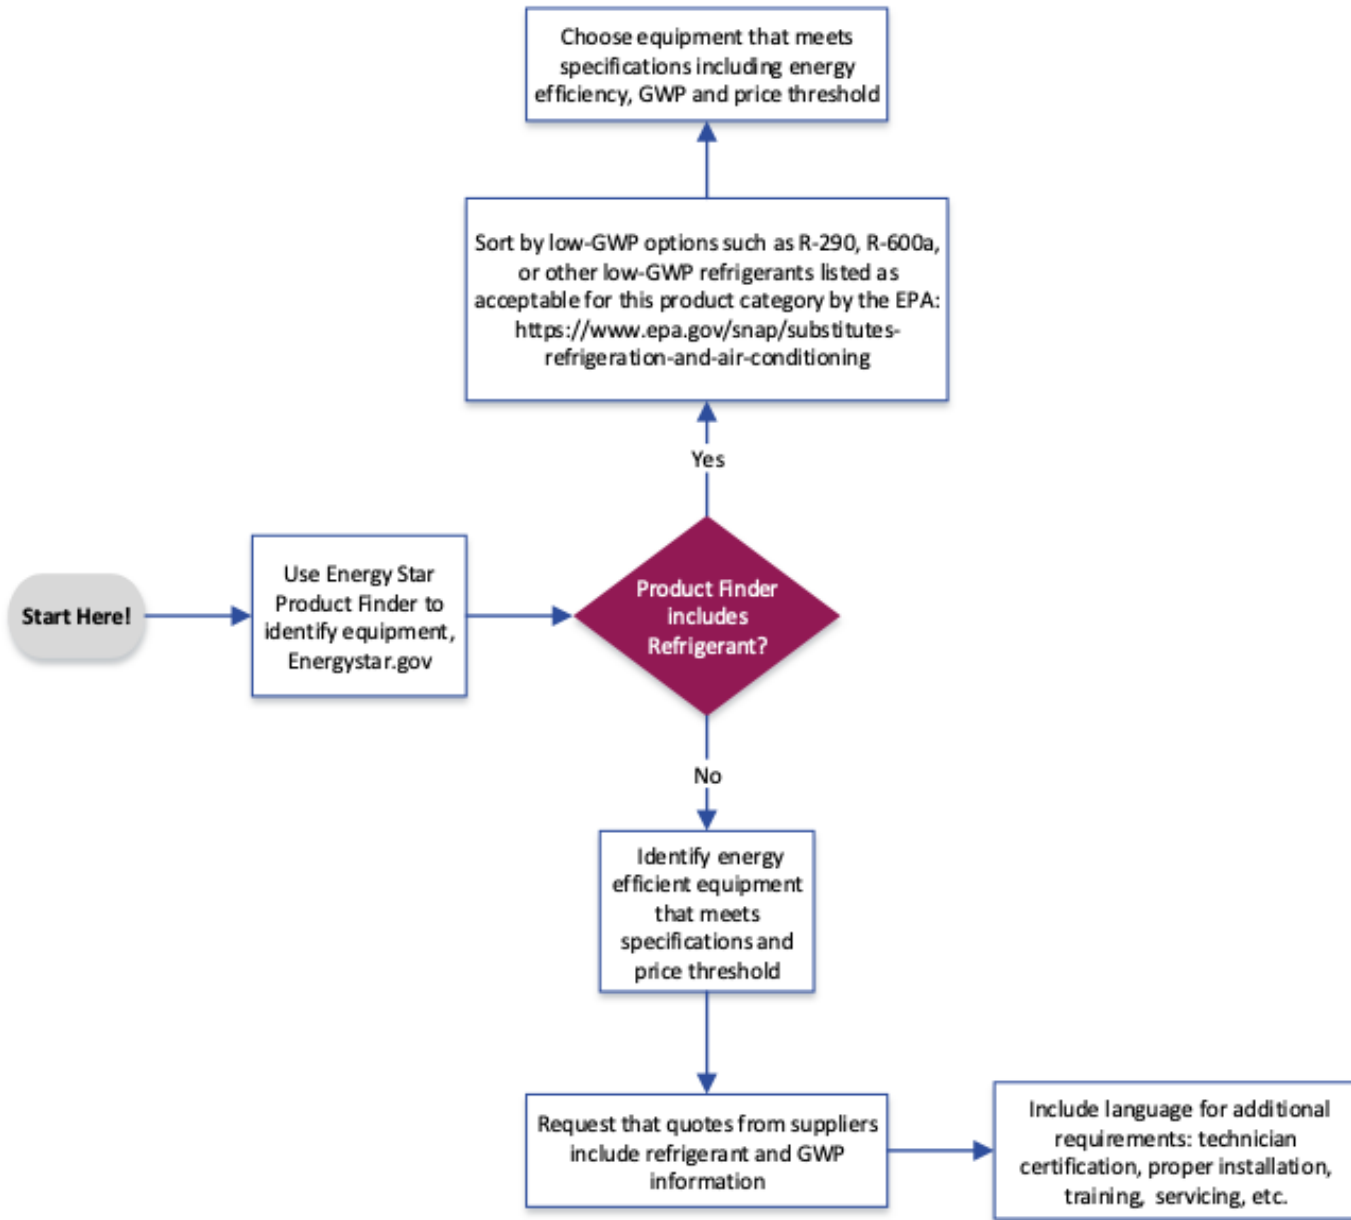 Choose equipment that meets
specifications including energy
efficiency, GWP and price threshold
Sort by low-GWP options such as R-290, R-600a,
or other low-GWP refrigerants listed as
acceptable for this product category by the EPA:
https://www.epa.gov/snap/substitutes-
refrigeration-and-air-conditioning
Yes
Start Here!
Use Energy Star
Product Finder to
identify equipment,
Energystar.gov
Product Finder
includes
Refrigerant?
No
Identify energy
efficient equipment
that meets
specifications and
price threshold
Request that quotes from suppliers
include refrigerant and GWP
information
Include language for additional
requirements: technician
certification, proper installation,
training, servicing, etc.